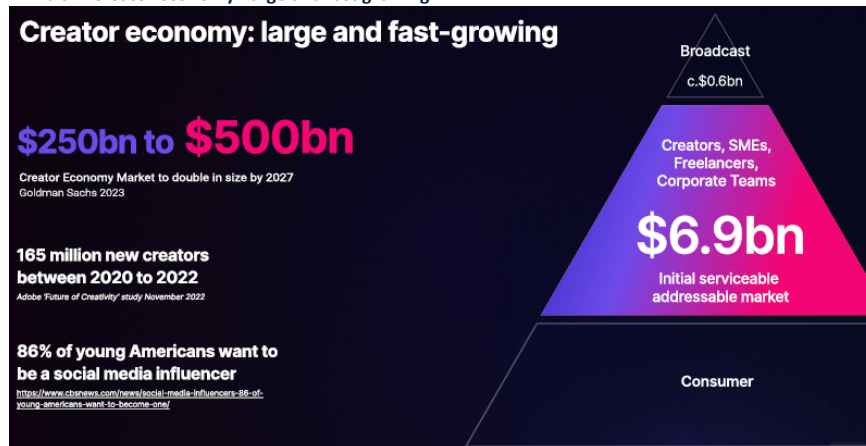 Creator economy: large and fast-growing
$250bn to $500bn
Creator Economy Market to double in size by 2027
Goldman Sachs 2023
165 million new creators
between 2020 to 2022
Adobe 'Future of Creativity' study November 2022
86% of young Americans want to
be a social media influencer
https://www.cbsnews.com/news/social-media-influencers-86-of-
young-americans-want-to-become-one/
Broadcast
c.$0.6bn
Creators, SMEs,
Freelancers,
Corporate Teams
$6.9bn
Initial serviceable
addressable market
Consumer